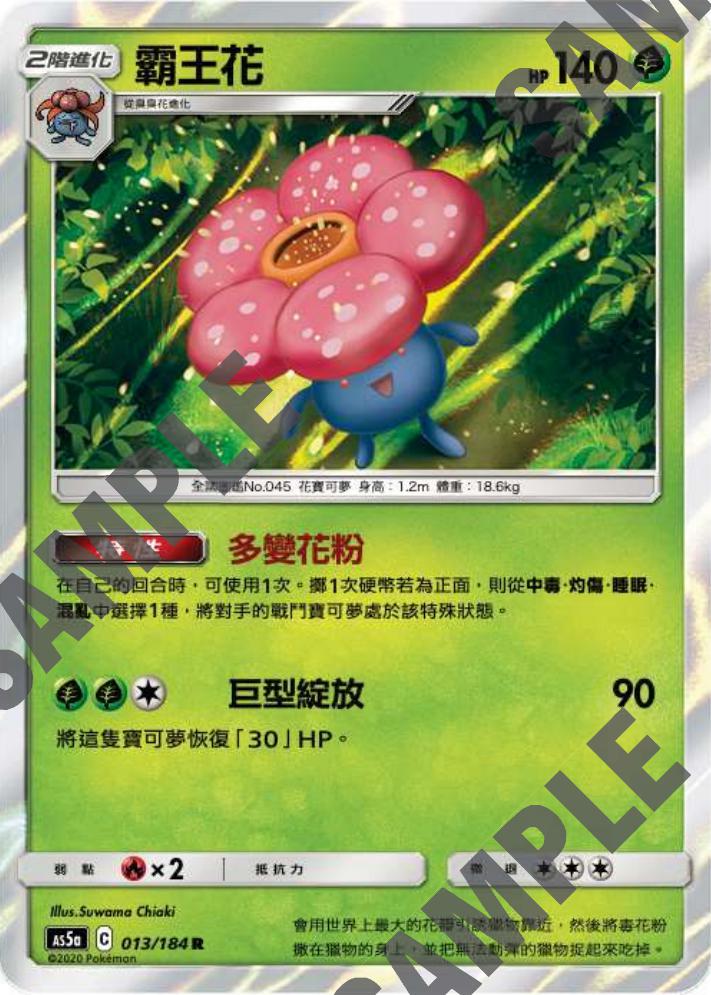 2階進化
霸王花
HP 140
從臭臭花進化
全國圖鑑No.045 花寶可夢 身高：1.2m 體重：18.6kg
特性
多變花粉
在自己的回合時，可使用1次。擲1次硬幣若為正面，則從中毒·灼傷·睡眠·
混亂中選擇1種，將對手的戰鬥寶可夢處於該特殊狀態。
巨型綻放 90
將這隻寶可夢恢復「30」HP。
弱點 ×2 抵抗力 撤退
Illus.Suwama Chiaki
AS5a C 013/184 R
©2020 Pokémon
會用世界上最大的花瓣引誘獵物靠近，然後將毒花粉
撒在獵物的身上，並把無法動彈的獵物捉起來吃掉。
SAMPLE
SAMPLE
SAMPLE
SAMPLE